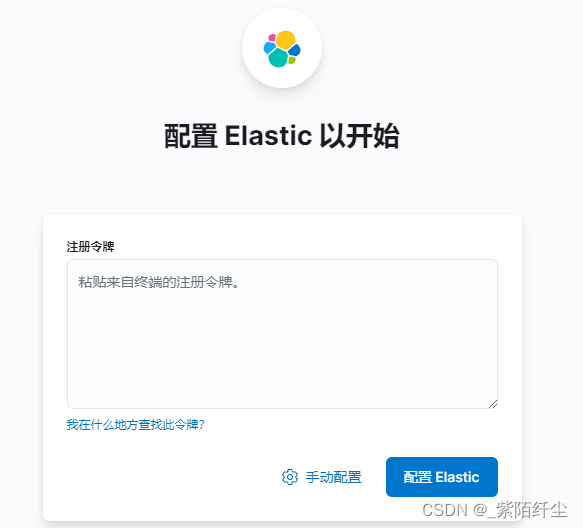 配置 Elastic 以开始
注册令牌
粘贴来自终端的注册令牌。
我在什么地方查找此令牌?
手动配置
配置 Elastic
CSDN @_紫陌纤尘